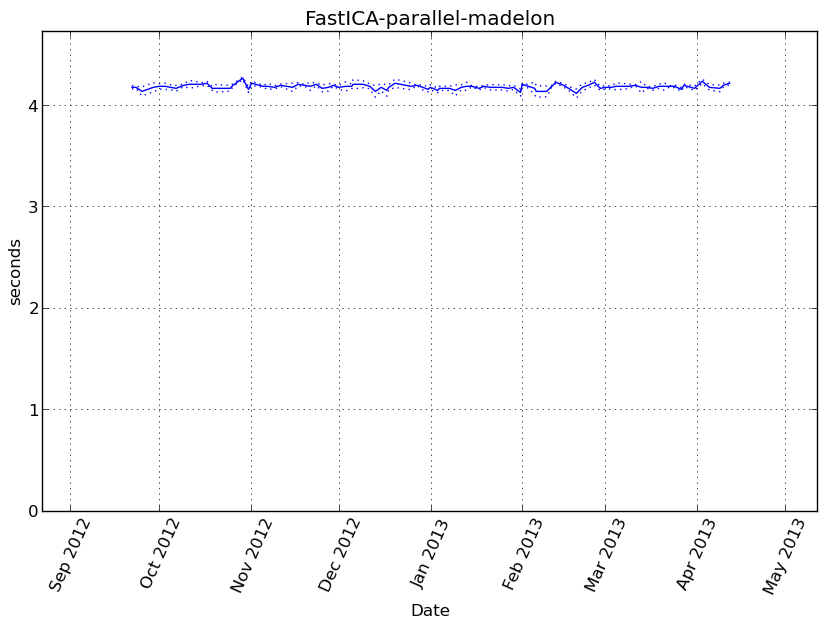 FastICA-parallel-madelon
seconds
4
3
2
1
0
Sep 2012
Oct 2012
Nov 2012
Dec 2012
Jan 2013
Feb 2013
Mar 2013
Apr 2013
May 2013
Date